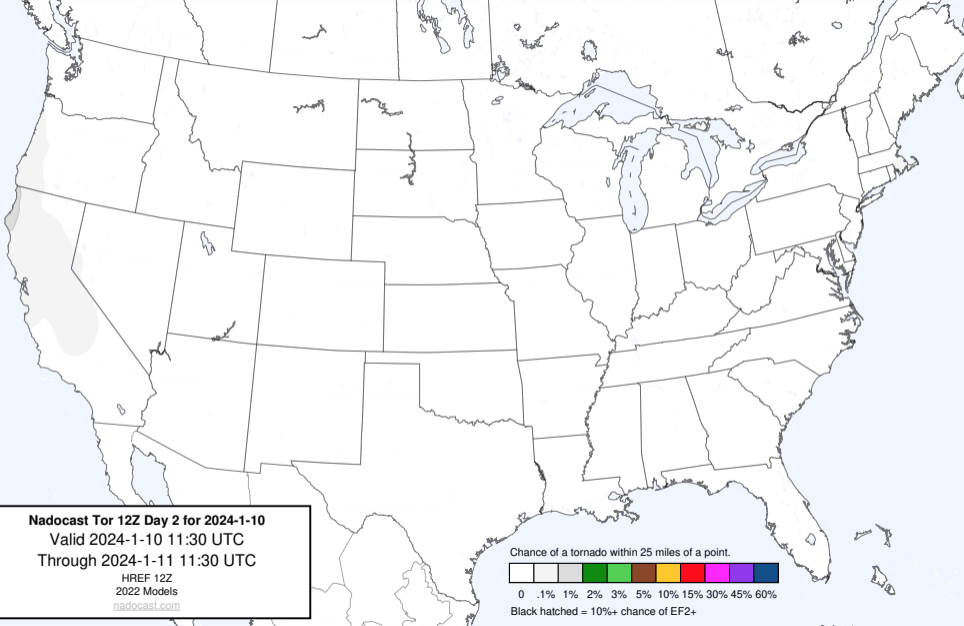 Nadocast Tor 12Z Day 2 for 2024-1-10
Valid 2024-1-10 11:30 UTC
Through 2024-1-11 11:30 UTC
HREF 12Z
2022 Models
nadocast.com
Chance of a tornado within 25 miles of a point.
0 .1% 1% 2% 3% 5% 10% 15% 30% 45% 60%
Black hatched = 10%+ chance of EF2+